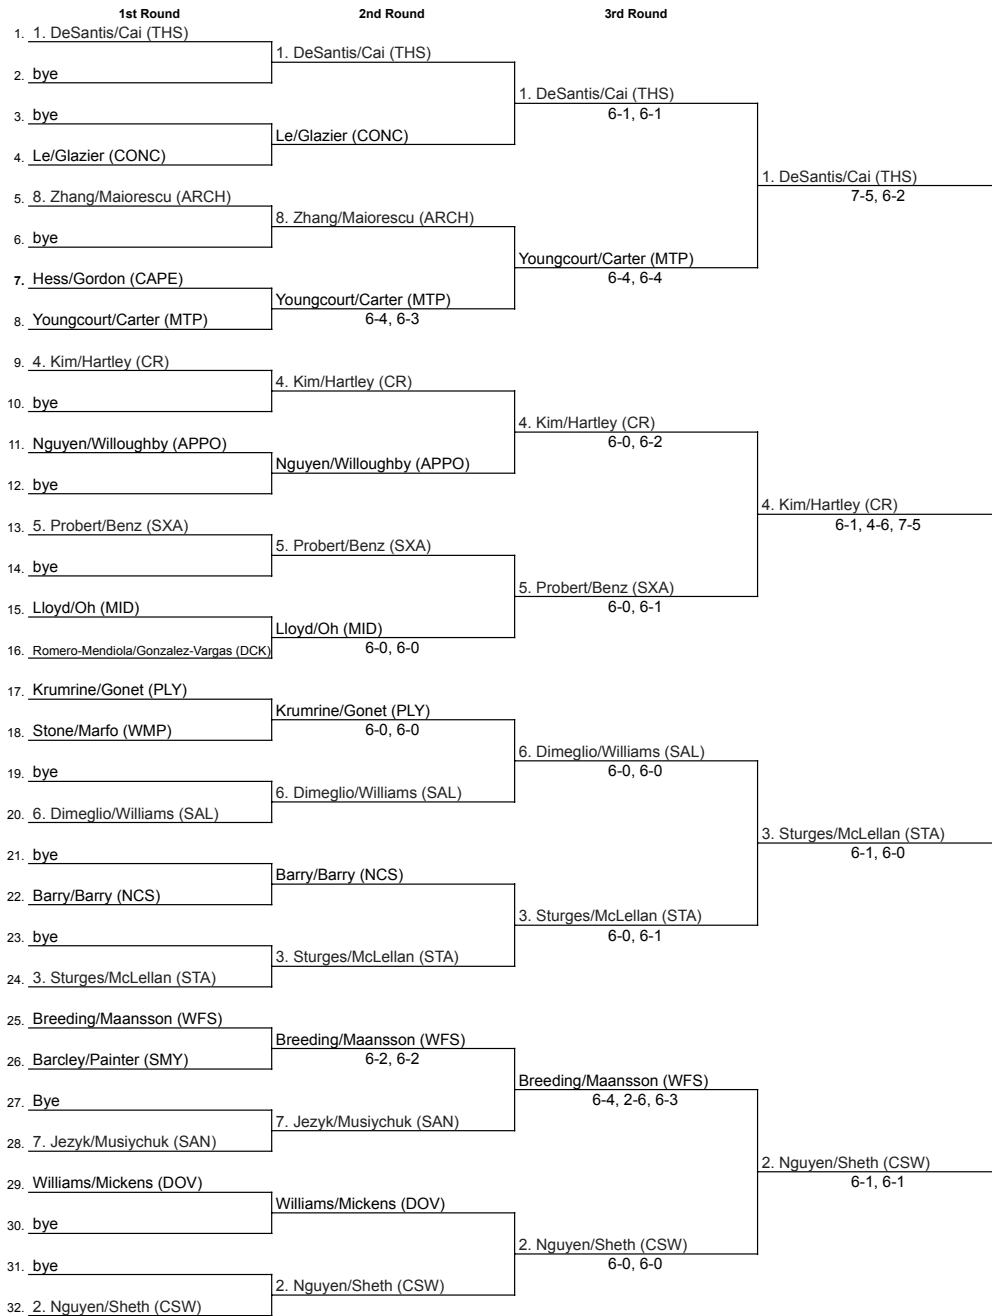 1st Round
2nd Round
3rd Round
1. 1. DeSantis/Cai (THS)
1. DeSantis/Cai (THS)
2. bye
1. DeSantis/Cai (THS)
6-1, 6-1
3. bye
Le/Glazier (CONC)
4. Le/Glazier (CONC)
1. DeSantis/Cai (THS)
7-5, 6-2
5. 8. Zhang/Maiorescu (ARCH)
8. Zhang/Maiorescu (ARCH)
6. bye
Youngcourt/Carter (MTP)
6-4, 6-4
7. Hess/Gordon (CAPE)
Youngcourt/Carter (MTP)
6-4, 6-3
8. Youngcourt/Carter (MTP)
9. 4. Kim/Hartley (CR)
4. Kim/Hartley (CR)
10. bye
4. Kim/Hartley (CR)
6-0, 6-2
11. Nguyen/Willoughby (APPO)
Nguyen/Willoughby (APPO)
12. bye
4. Kim/Hartley (CR)
6-1, 4-6, 7-5
13. 5. Probert/Benz (SXA)
5. Probert/Benz (SXA)
14. bye
5. Probert/Benz (SXA)
6-0, 6-1
15. Lloyd/Oh (MID)
Lloyd/Oh (MID)
6-0, 6-0
16. Romero-Mendiola/Gonzalez-Vargas (DCK)
17. Krumrine/Gonet (PLY)
Krumrine/Gonet (PLY)
6-0, 6-0
18. Stone/Marfo (WMP)
6. Dimeglio/Williams (SAL)
6-0, 6-0
19. bye
6. Dimeglio/Williams (SAL)
20. 6. Dimeglio/Williams (SAL)
3. Sturges/McLellan (STA)
6-1, 6-0
21. bye
Barry/Barry (NCS)
22. Barry/Barry (NCS)
3. Sturges/McLellan (STA)
6-0, 6-1
23. bye
3. Sturges/McLellan (STA)
24. 3. Sturges/McLellan (STA)
25. Breeding/Maansson (WFS)
Breeding/Maansson (WFS)
6-2, 6-2
26. Barcley/Painter (SMY)
Breeding/Maansson (WFS)
6-4, 2-6, 6-3
27. Bye
7. Jezyk/Musiychuk (SAN)
28. 7. Jezyk/Musiychuk (SAN)
2. Nguyen/Sheth (CSW)
6-1, 6-1
29. Williams/Mickens (DOV)
Williams/Mickens (DOV)
30. bye
2. Nguyen/Sheth (CSW)
6-0, 6-0
31. bye
2. Nguyen/Sheth (CSW)
32. 2. Nguyen/Sheth (CSW)